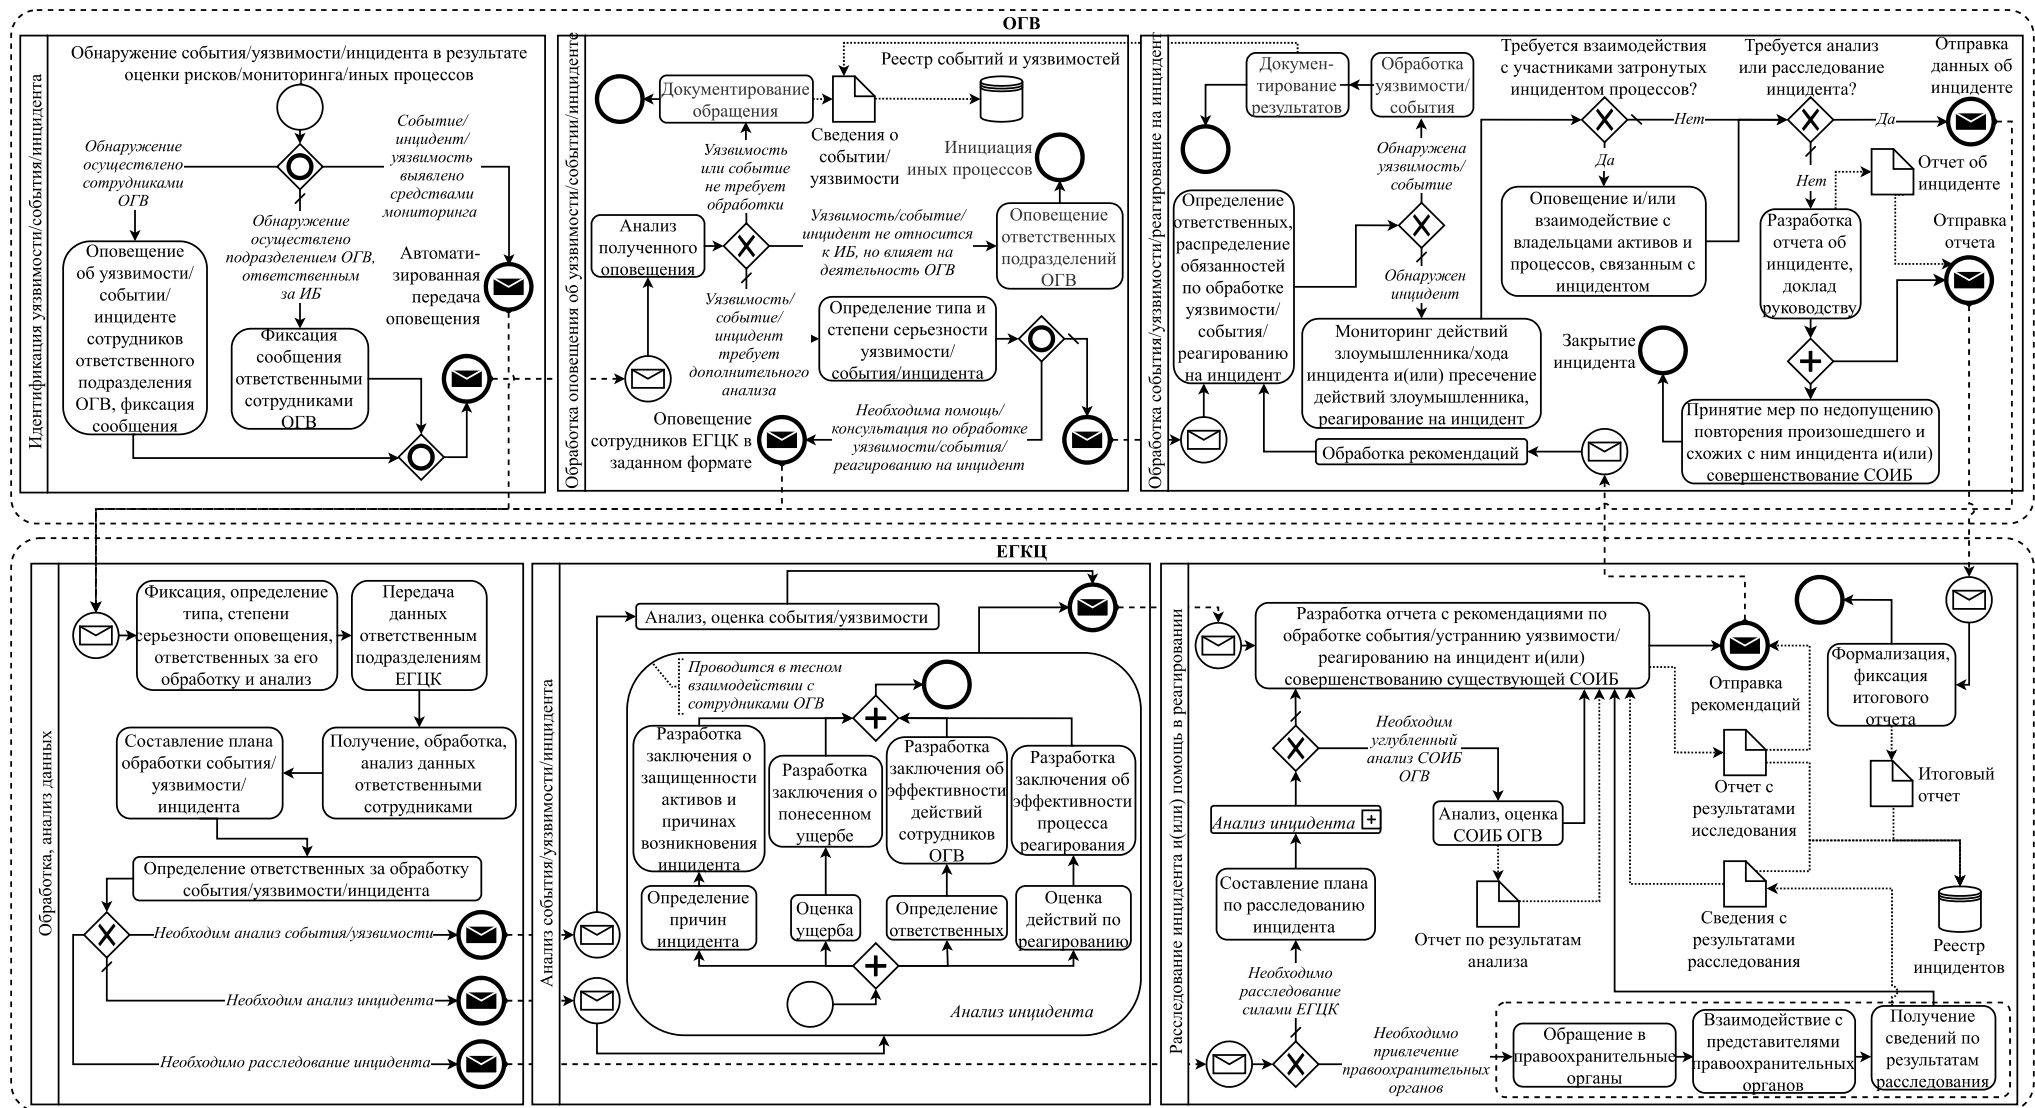 ОГВ
Идентификация уязвимости/события/инцидента
Обнаружение события/уязвимости/инцидента в результате
оценки рисков/мониторинга/иных процессов
Обнаружение
осуществлено
сотрудниками
ОГВ
Событие/
инцидент/
уязвимость
выявлено
средствами
мониторинга
Обнаружение
осуществлено
подразделением ОГВ,
ответственным
за ИБ
Оповещение
об уязвимости/
событии/
инциденте
сотрудников
ответственного
подразделения
ОГВ, фиксация
сообщения
Автомати-
зированная
передача
оповещения
Фиксация
сообщения
ответственными
сотрудниками
ОГВ
Обработка оповещения об уязвимости/событии/инциденте
Документирование
обращения
Реестр событий и уязвимостей
Сведения о
событии/
уязвимости
Уязвимость
или событие
не требует
обработки
Инициация
иных процессов
Анализ
полученного
оповещения
Уязвимость/событие/
инцидент не относится
к ИБ, но влияет на
деятельность ОГВ
Оповещение
ответственных
подразделений
ОГВ
Уязвимость/
событие/
инцидент
требует
дополнительного
анализа
Определение типа и
степени серьезности
уязвимости/
события/инцидента
Оповещение
сотрудников ЕГЦК в
заданном формате
Необходима помощь/
консультация по обработке
уязвимости/события/
реагированию на инцидент
Обработка события/уязвимости/реагирование на инцидент
Докумен-
тирование
результатов
Обработка
уязвимости/
события
Требуется взаимодействия
с участниками затронутых
инцидентом процессов?
Требуется анализ
или расследование
инцидента?
Отправка
данных об
инциденте
Нет
Да
Да
Нет
Обнаружена
уязвимость/
событие
Отчет об
инциденте
Определение
ответственных,
распределение
обязанностей
по обработке
уязвимости/
события/
реагированию
на инцидент
Оповещение и/или
взаимодействие с
владельцами активов и
процессов, связанным с
инцидентом
Разработка
отчета об
инциденте,
доклад
руководству
Отправка
отчета
Обнаружен
инцидент
Мониторинг действий
злоумышленника/хода
инцидента и(или) пресечение
действий злоумышленника,
реагирование на инцидент
Закрытие
инцидента
Обработка рекомендаций
Принятие мер по недопущению
повторения произошедшего и
схожих с ним инцидента и(или)
совершенствование СОИБ
ЕГКЦ
Обработка, анализ данных
Фиксация, определение
типа, степени
серьезности оповещения,
ответственных за его
обработку и анализ
Передача
данных
ответственным
подразделениям
ЕГЦК
Составление плана
обработки события/
уязвимости/
инцидента
Получение, обработка,
анализ данных
ответственными
сотрудниками
Определение ответственных за обработку
события/уязвимости/инцидента
Необходим анализ события/уязвимости
Необходим анализ инцидента
Необходимо расследование инцидента
Анализ события/уязвимости/инцидента
Анализ, оценка события/уязвимости
Проводится в тесном
взаимодействии с
сотрудниками ОГВ
Разработка
заключения о
защищенности
активов и
причинах
возникновения
инцидента
Разработка
заключения о
понесенном
ущербе
Разработка
заключения об
эффективности
действий
сотрудников
ОГВ
Разработка
заключения об
эффективности
процесса
реагирования
Определение
причин
инцидента
Оценка
ущерба
Определение
ответственных
Оценка
действий по
реагированию
Анализ инцидента
Расследование инцидента и(или) помощь в реагировании
Разработка отчета с рекомендациями по
обработке события/устраннию уязвимости/
реагированию на инцидент и(или)
совершенствованию существующей СОИБ
Отправка
рекомендаций
Формализация,
фиксация
итогового
отчета
Необходим
углубленный
анализ СОИБ
ОГВ
Отчет с
результатами
исследования
Итоговый
отчет
Анализ инцидента
Анализ, оценка
СОИБ ОГВ
Составление плана
по расследованию
инцидента
Отчет по результатам
анализа
Сведения с
результатами
расследования
Реестр
инцидентов
Необходимо
расследование
силами ЕГЦК
Необходимо
привлечение
правоохранительных
органов
Обращение в
правоохранительные
органы
Взаимодействие с
представителями
правоохранительных
органов
Получение
сведений по
результатам
расследования